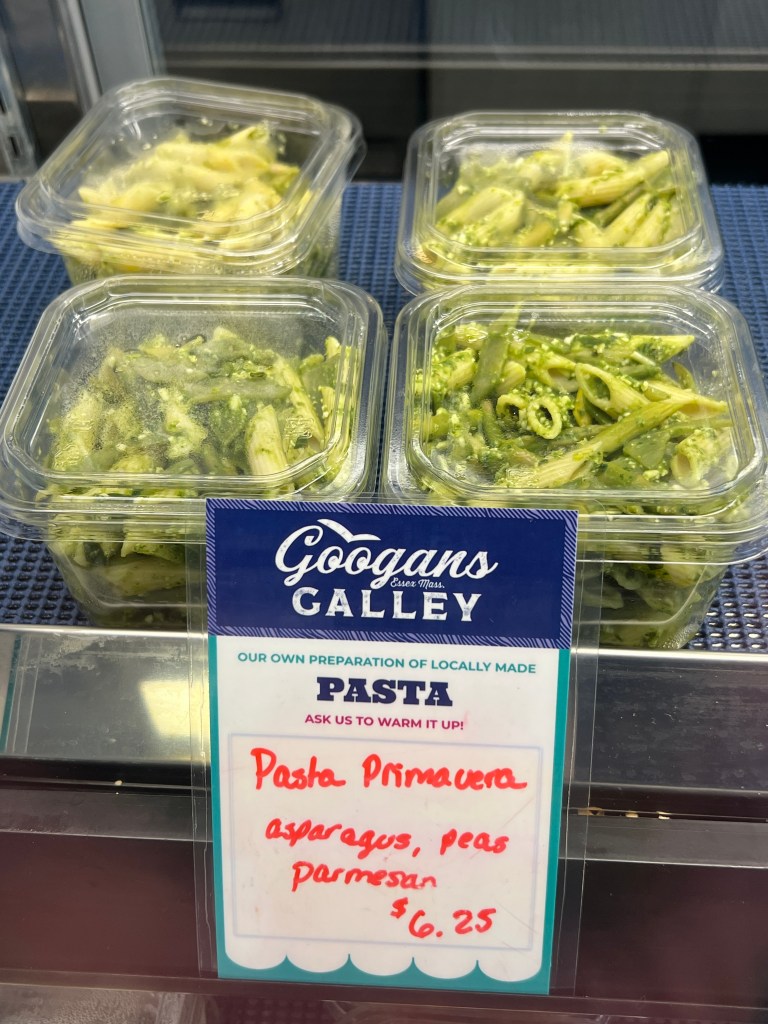 Googans
Essex Mass.
GALLEY
OUR OWN PREPARATION OF LOCALLY MADE
PASTA
ASK US TO WARM IT UP!
Pasta Primavera
asparagus, peas
parmesan
$6.25